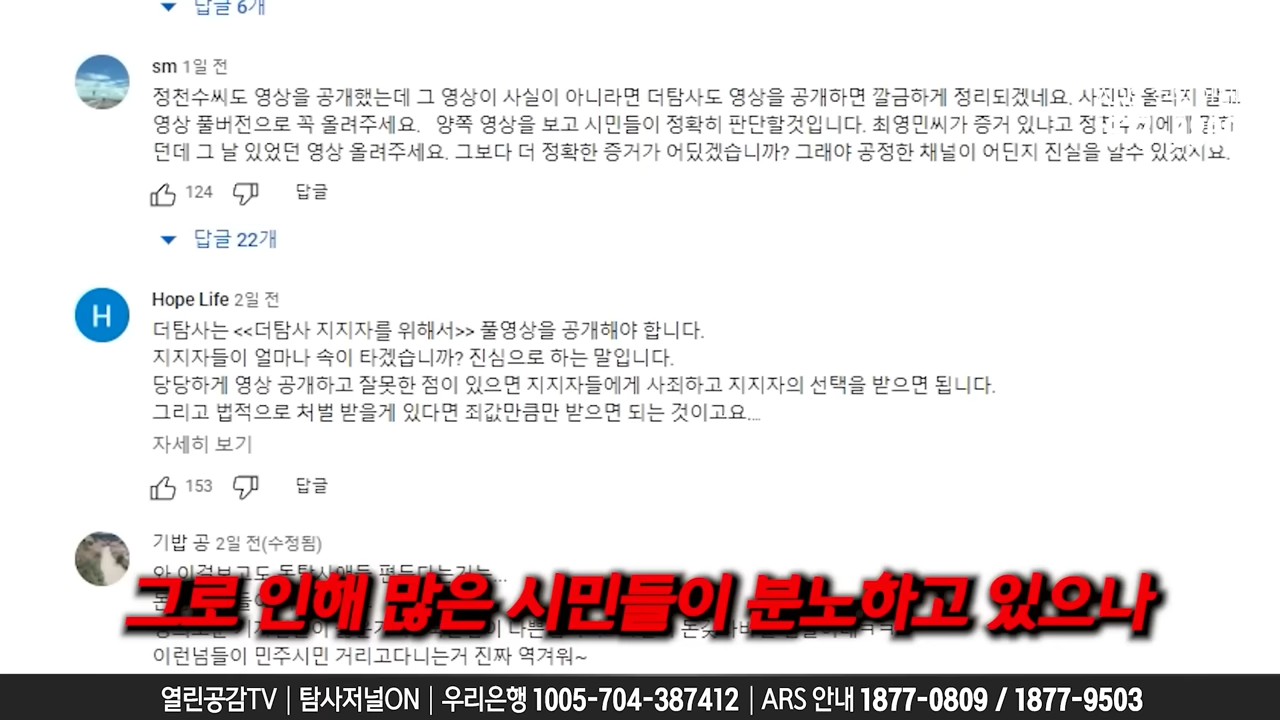 답글 6개
sm 1일 전
정천수씨도 영상을 공개했는데 그 영상이 사실이 아니라면 더탐사도 영상을 공개하면 깔금하게 정리되겠네요. 올리지
영상 풀버전으로 꼭 올려주세요. 양쪽 영상을 보고 시민들이 정확히 판단할것입니다. 최영민씨가 증거 있냐고
던데 그 날 있었던 영상 올려주세요. 그보다 더 정확한 증거가 어딨겠습니까? 그래야 공정한 채널이 어딘지 진실을 알수 있겠지요.
124 답글
답글 22개
H
Hope Life 2일 전
더탐사는 <<더탐사 지지자를 위해서>> 풀영상을 공개해야 합니다.
지지자들이 얼마나 속이 타겠습니까? 진심으로 하는 말입니다.
당당하게 영상 공개하고 잘못한 점이 있으면 지지자들에게 사죄하고 지지자의 선택을 받으면 됩니다.
그리고 법적으로 처벌 받을게 있다면 죄값만큼만 받으면 되는 것이고요....
자세히 보기
153 답글
기밥 공 2일 전(수정됨)
그로 인해 많은 시민들이 분노하고 있으나
이런넘들이 민주시민 거리고다니는거 진짜 역겨워~
열린공감TV | 탐사저널ON | 우리은행 1005-704-387412 | ARS 안내 1877-0809 / 1877-9503